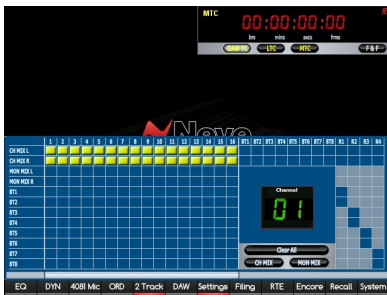 MTC
00:00:00:00
hrs mins secs frms
DAW TC LTC MTC F & F
Neve
1 2 3 4 5 6 7 8 9 10 11 12 13 14 15 16 BT1 BT2 BT3 BT4 BT5 BT6 BT7 BT8 R1 R2 R3 R4
CH MIX L
CH MIX R
MON MIX L
MON MIX R
BT1
BT2
BT3
BT4
BT5
BT6
BT7
BT8
Channel
01
Clear All
CH MIX MON MIX
EQ DYN 4081 Mic ORD 2 Track DAW Settings Filing RTE Encore Recall System